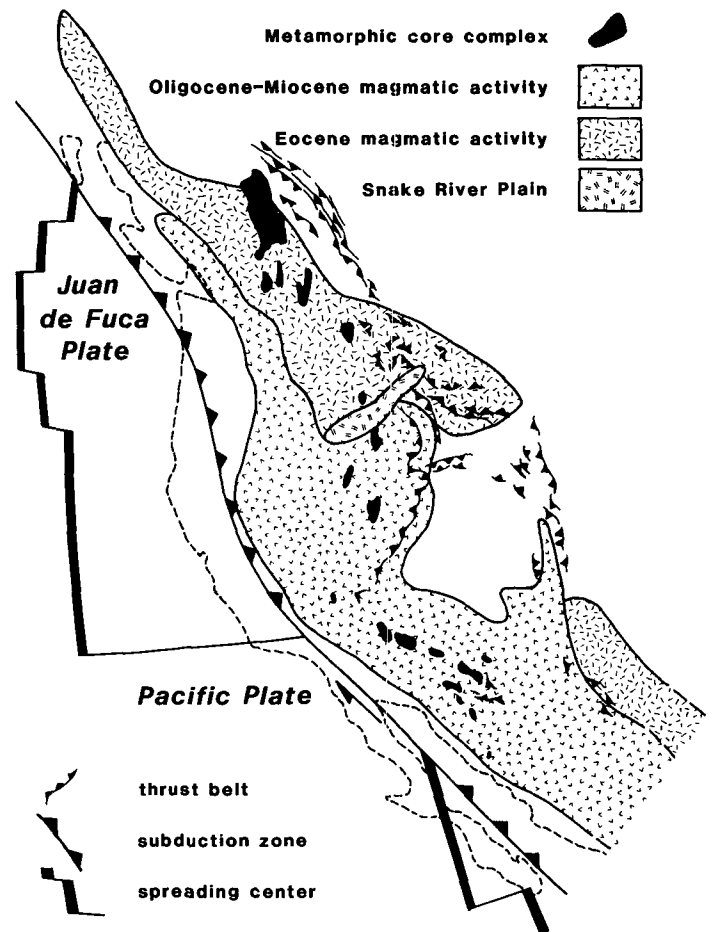 Metamorphic core complex
Oligocene-Miocene magmatic activity
Eocene magmatic activity
Snake River Plain
Juan
de Fuca
Plate
Pacific Plate
thrust belt
subduction zone
spreading center